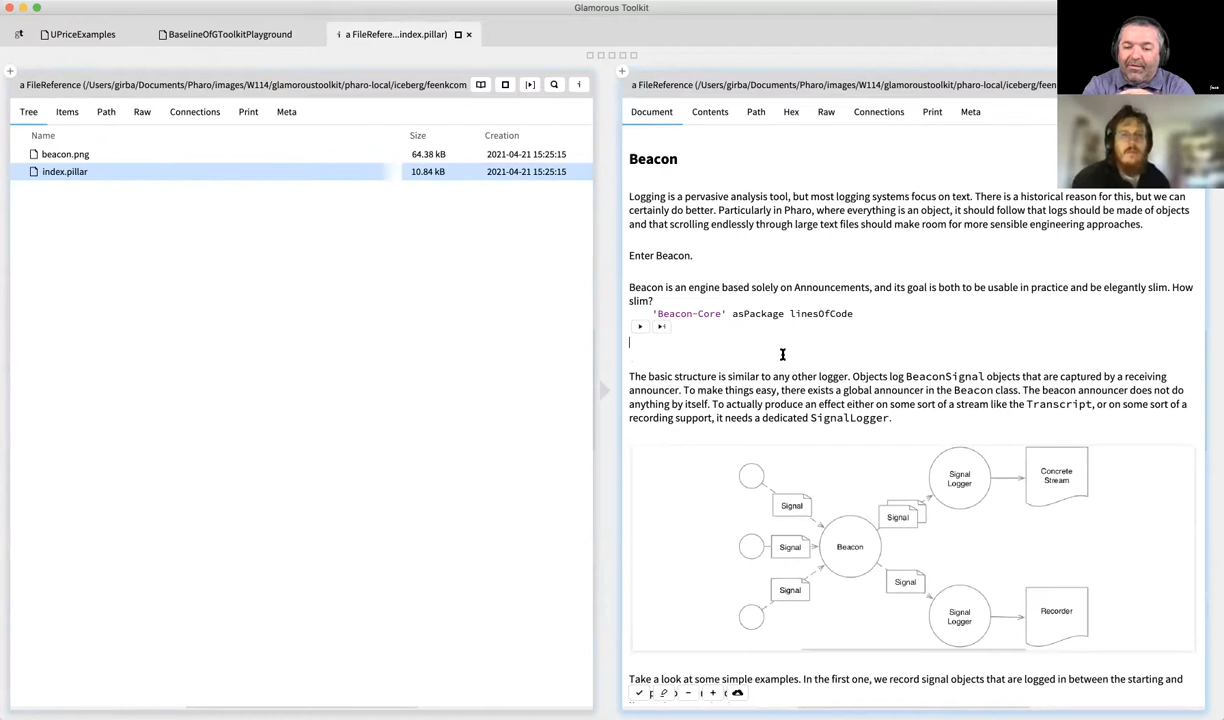 Glamorous Toolkit
gt UPriceExamples BaselineOfGToolkitPlayground i a FileRefere...index.pillar)
a FileReference (/Users/girba/Documents/Pharo/images/W114/glamoroustoolkit/pharo-local/iceberg/feenkcom
Tree Items Path Raw Connections Print Meta
Name Size Creation
beacon.png 64.38 kB 2021-04-21 15:25:15
index.pillar 10.84 kB 2021-04-21 15:25:15
a FileReference (/Users/girba/Documents/Pharo/images/W114/glamoroustoolkit/pharo-local/iceberg/feen
Document Contents Path Hex Raw Connections Print Meta
Beacon
Logging is a pervasive analysis tool, but most logging systems focus on text. There is a historical reason for this, but we can
certainly do better. Particularly in Pharo, where everything is an object, it should follow that logs should be made of objects
and that scrolling endlessly through large text files should make room for more sensible engineering approaches.
Enter Beacon.
Beacon is an engine based solely on Announcements, and its goal is both to be usable in practice and be elegantly slim. How
slim?
'Beacon-Core' asPackage linesOfCode
The basic structure is similar to any other logger. Objects log BeaconSignal objects that are captured by a receiving
announcer. To make things easy, there exists a global announcer in the Beacon class. The beacon announcer does not do
anything by itself. To actually produce an effect either on some sort of a stream like the Transcript, or on some sort of a
recording support, it needs a dedicated SignalLogger.
Signal
Signal
Signal
Beacon
Signal
Signal
Signal
Logger
Concrete
Stream
Signal
Logger
Recorder
Take a look at some simple examples. In the first one, we record signal objects that are logged in between the starting and